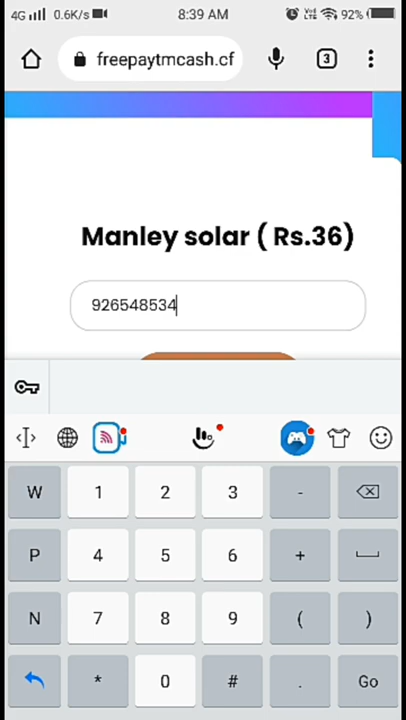 4G 0.6K/s 8:39 AM 92%
freepaytmcash.cf 3
Manley solar ( Rs.36)
926548534
W 1 2 3 -
P 4 5 6 +
N 7 8 9 ( )
* 0 # . Go